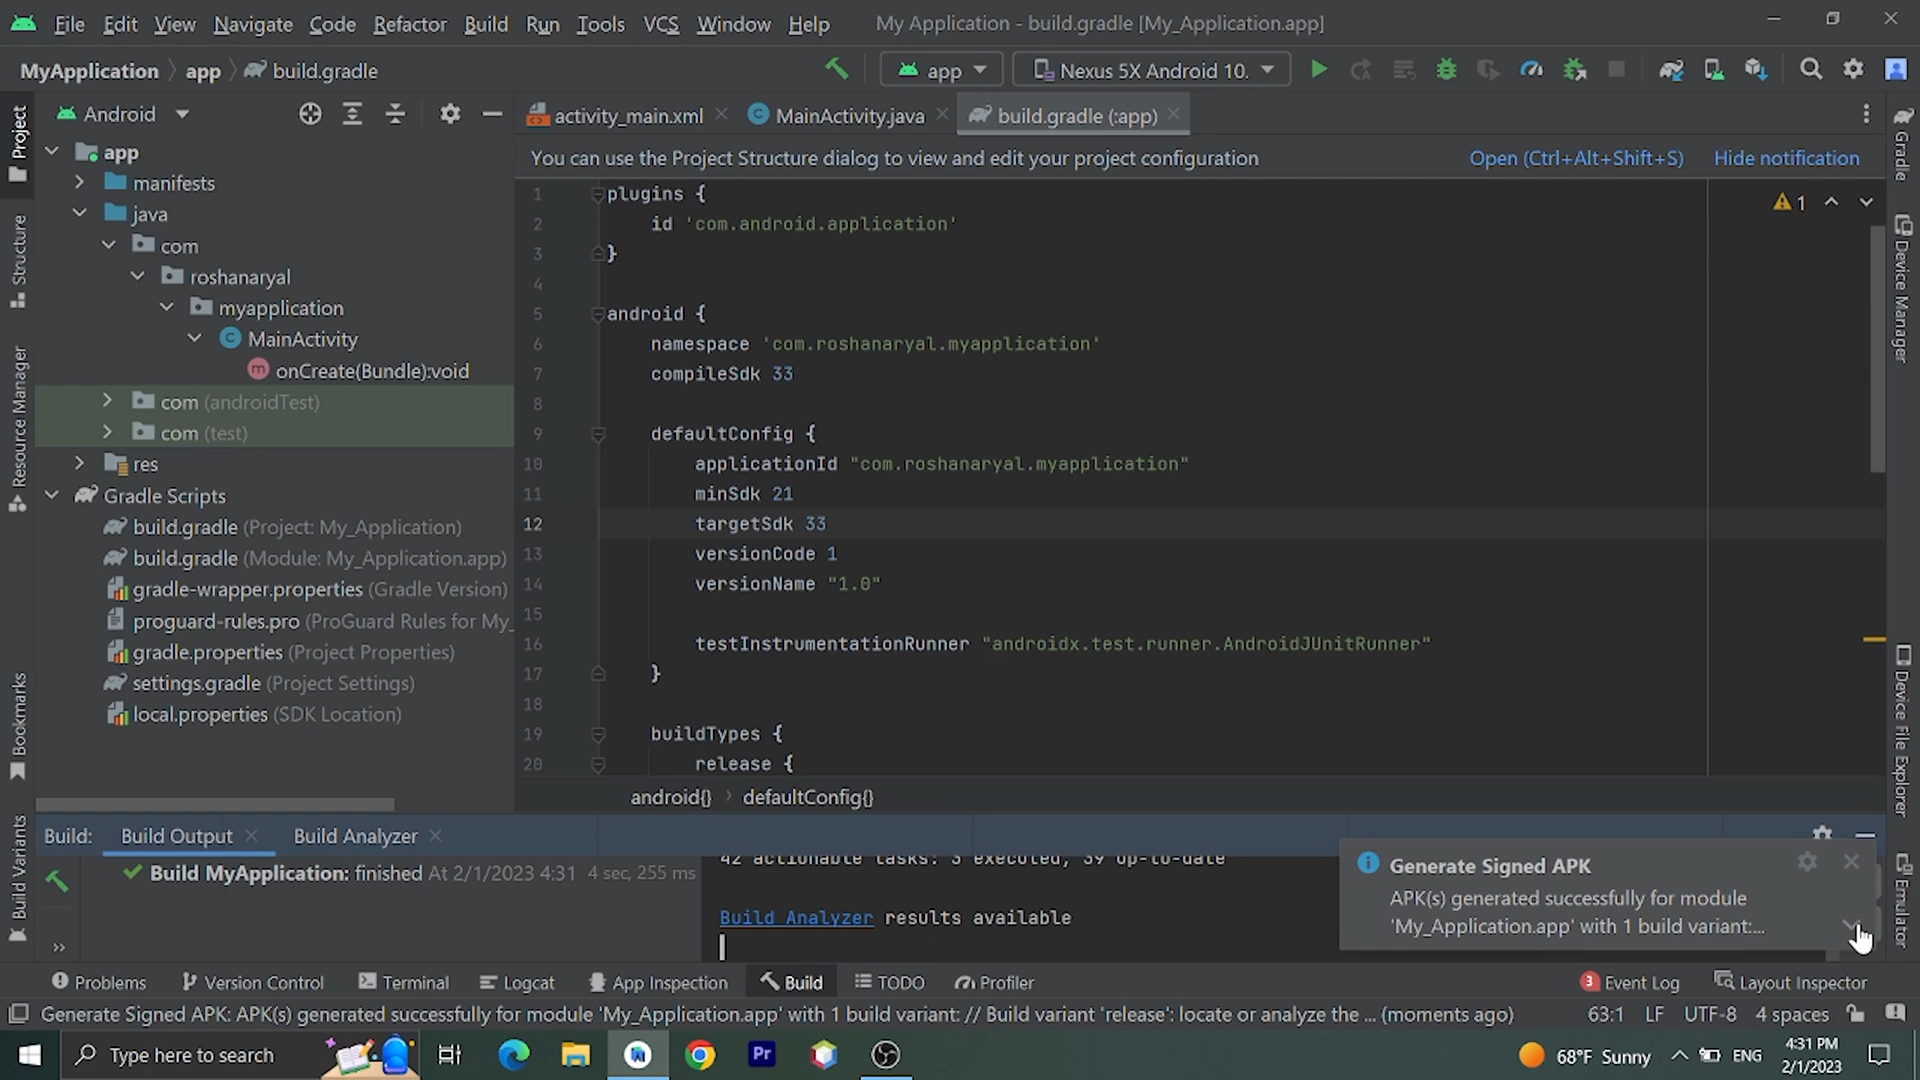 File Edit View Navigate Code Refactor Build Run Tools VCS Window Help My Application - build.gradle [My_Application.app]
MyApplication app build.gradle app Nexus 5X Android 10.
Android activity_main.xml MainActivity.java build.gradle (:app)
You can use the Project Structure dialog to view and edit your project configuration Open (Ctrl+Alt+Shift+S) Hide notification
Project
Structure
Resource Manager
Bookmarks
Build Variants
app
manifests
java
com
roshanaryal
myapplication
MainActivity
onCreate(Bundle):void
com (androidTest)
com (test)
res
Gradle Scripts
build.gradle (Project: My_Application)
build.gradle (Module: My_Application.app)
gradle-wrapper.properties (Gradle Version)
proguard-rules.pro (ProGuard Rules for My_
gradle.properties (Project Properties)
settings.gradle (Project Settings)
local.properties (SDK Location)
1 plugins {
2 id 'com.android.application'
3 }
4
5 android {
6 namespace 'com.roshanaryal.myapplication'
7 compileSdk 33
8
9 defaultConfig {
10 applicationId "com.roshanaryal.myapplication"
11 minSdk 21
12 targetSdk 33
13 versionCode 1
14 versionName "1.0"
15
16 testInstrumentationRunner "androidx.test.runner.AndroidJUnitRunner"
17 }
18
19 buildTypes {
20 release {
1
android{} defaultConfig{}
Gradle
Device Manager
Device File Explorer
Emulator
Build: Build Output Build Analyzer
Build MyApplication: finished At 2/1/2023 4:31 4 sec, 255 ms
42 actionable tasks: 3 executed, 39 up-to-date
Build Analyzer results available
Generate Signed APK
APK(s) generated successfully for module
'My_Application.app' with 1 build variant:...
Problems Version Control Terminal Logcat App Inspection Build TODO Profiler 3 Event Log Layout Inspector
Generate Signed APK: APK(s) generated successfully for module 'My_Application.app' with 1 build variant: // Build variant 'release': locate or analyze the ... (moments ago) 63:1 LF UTF-8 4 spaces
Type here to search Pr 68°F Sunny ENG 4:31 PM
2/1/2023